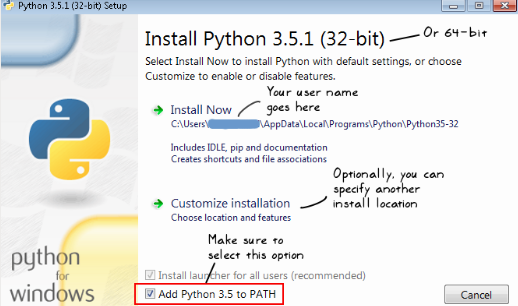 Python 3.5.1 (32-bit) Setup
Install Python 3.5.1 (32-bit)
Or 64-bit
Select Install Now to install Python with default settings, or choose
Customize to enable or disable features.
Your user name
goes here
Install Now
C:\Users\ \AppData\Local\Programs\Python\Python35-32
Includes IDLE, pip and documentation
Creates shortcuts and file associations
Optionally, you can
specify another
install location
Customize installation
Choose location and features
Make sure to
select this option
Install launcher for all users (recommended)
Add Python 3.5 to PATH
python
for
windows
Cancel